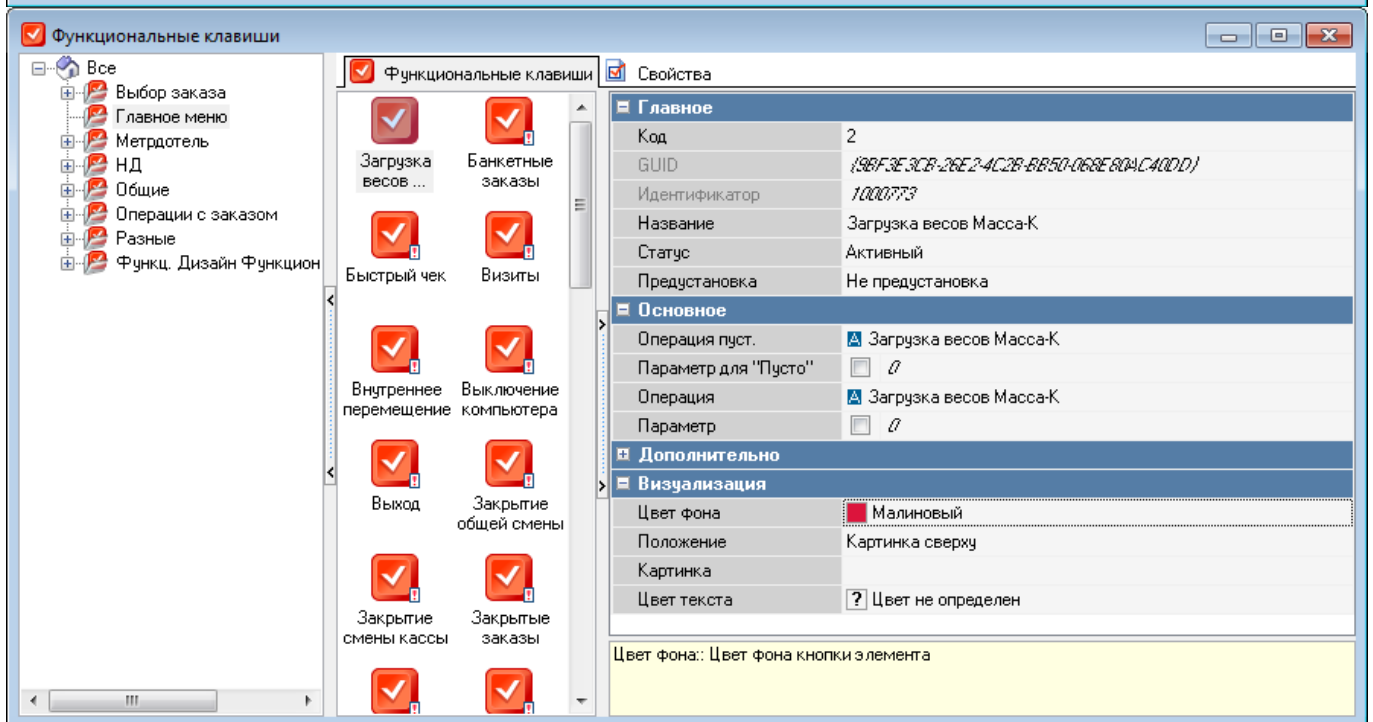 Функциональные клавиши
Все
Выбор заказа
Главное меню
Метрдотель
НД
Общие
Операции с заказом
Разные
Функц. Дизайн Функцион
Функциональные клавиши
Свойства
Загрузка
весов ...
Банкетные
заказы
Быстрый чек
Визиты
Внутреннее
перемещение
Выключение
компьютера
Выход
Закрытие
общей смены
Закрытие
смены кассы
Закрытые
заказы
Главное
Код 2
GUID {9BF3E3CB-26E2-4C2B-BB50-068E80AC40DD}
Идентификатор 1000773
Название Загрузка весов Масса-К
Статус Активный
Предустановка Не предустановка
Основное
Операция пуст. Загрузка весов Масса-К
Параметр для "Пусто" 0
Операция Загрузка весов Масса-К
Параметр 0
Дополнительно
Визуализация
Цвет фона Малиновый
Положение Картинка сверху
Картинка
Цвет текста ? Цвет не определен
Цвет фона:: Цвет фона кнопки элемента